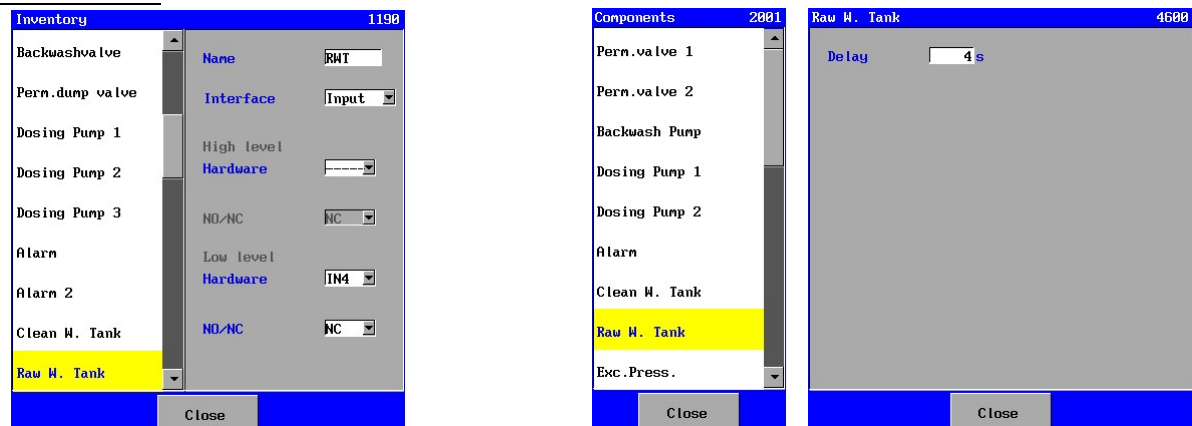 Inventory 1190
Backwashvalve
Perm.dump valve
Dosing Pump 1
Dosing Pump 2
Dosing Pump 3
Alarm
Alarm 2
Clean W. Tank
Raw W. Tank
Name RWT
Interface Input
High level
Hardware -----
NO/NC NC
Low level
Hardware IN4
NO/NC NC
Close
Components 2001
Perm.valve 1
Perm.valve 2
Backwash Pump
Dosing Pump 1
Dosing Pump 2
Alarm
Clean W. Tank
Raw W. Tank
Exc.Press.
Close
Raw W. Tank 4600
Delay 4 s
Close